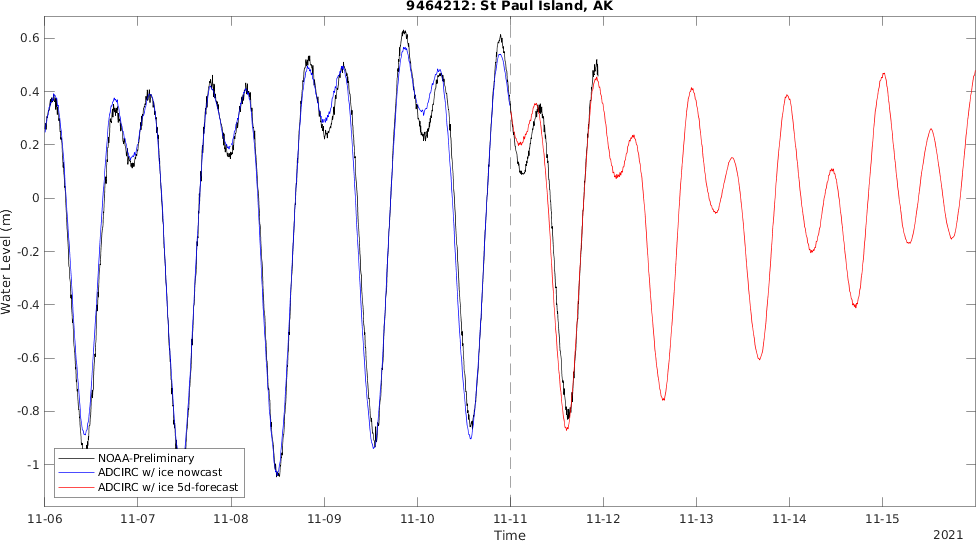 9464212: St Paul Island, AK
0.6
0.4
0.2
0
-0.2
-0.4
-0.6
-0.8
-1
Water Level (m)
NOAA-Preliminary
ADCIRC w/ ice nowcast
ADCIRC w/ ice 5d-forecast
11-06 11-07 11-08 11-09 11-10 11-11 11-12 11-13 11-14 11-15
Time
2021